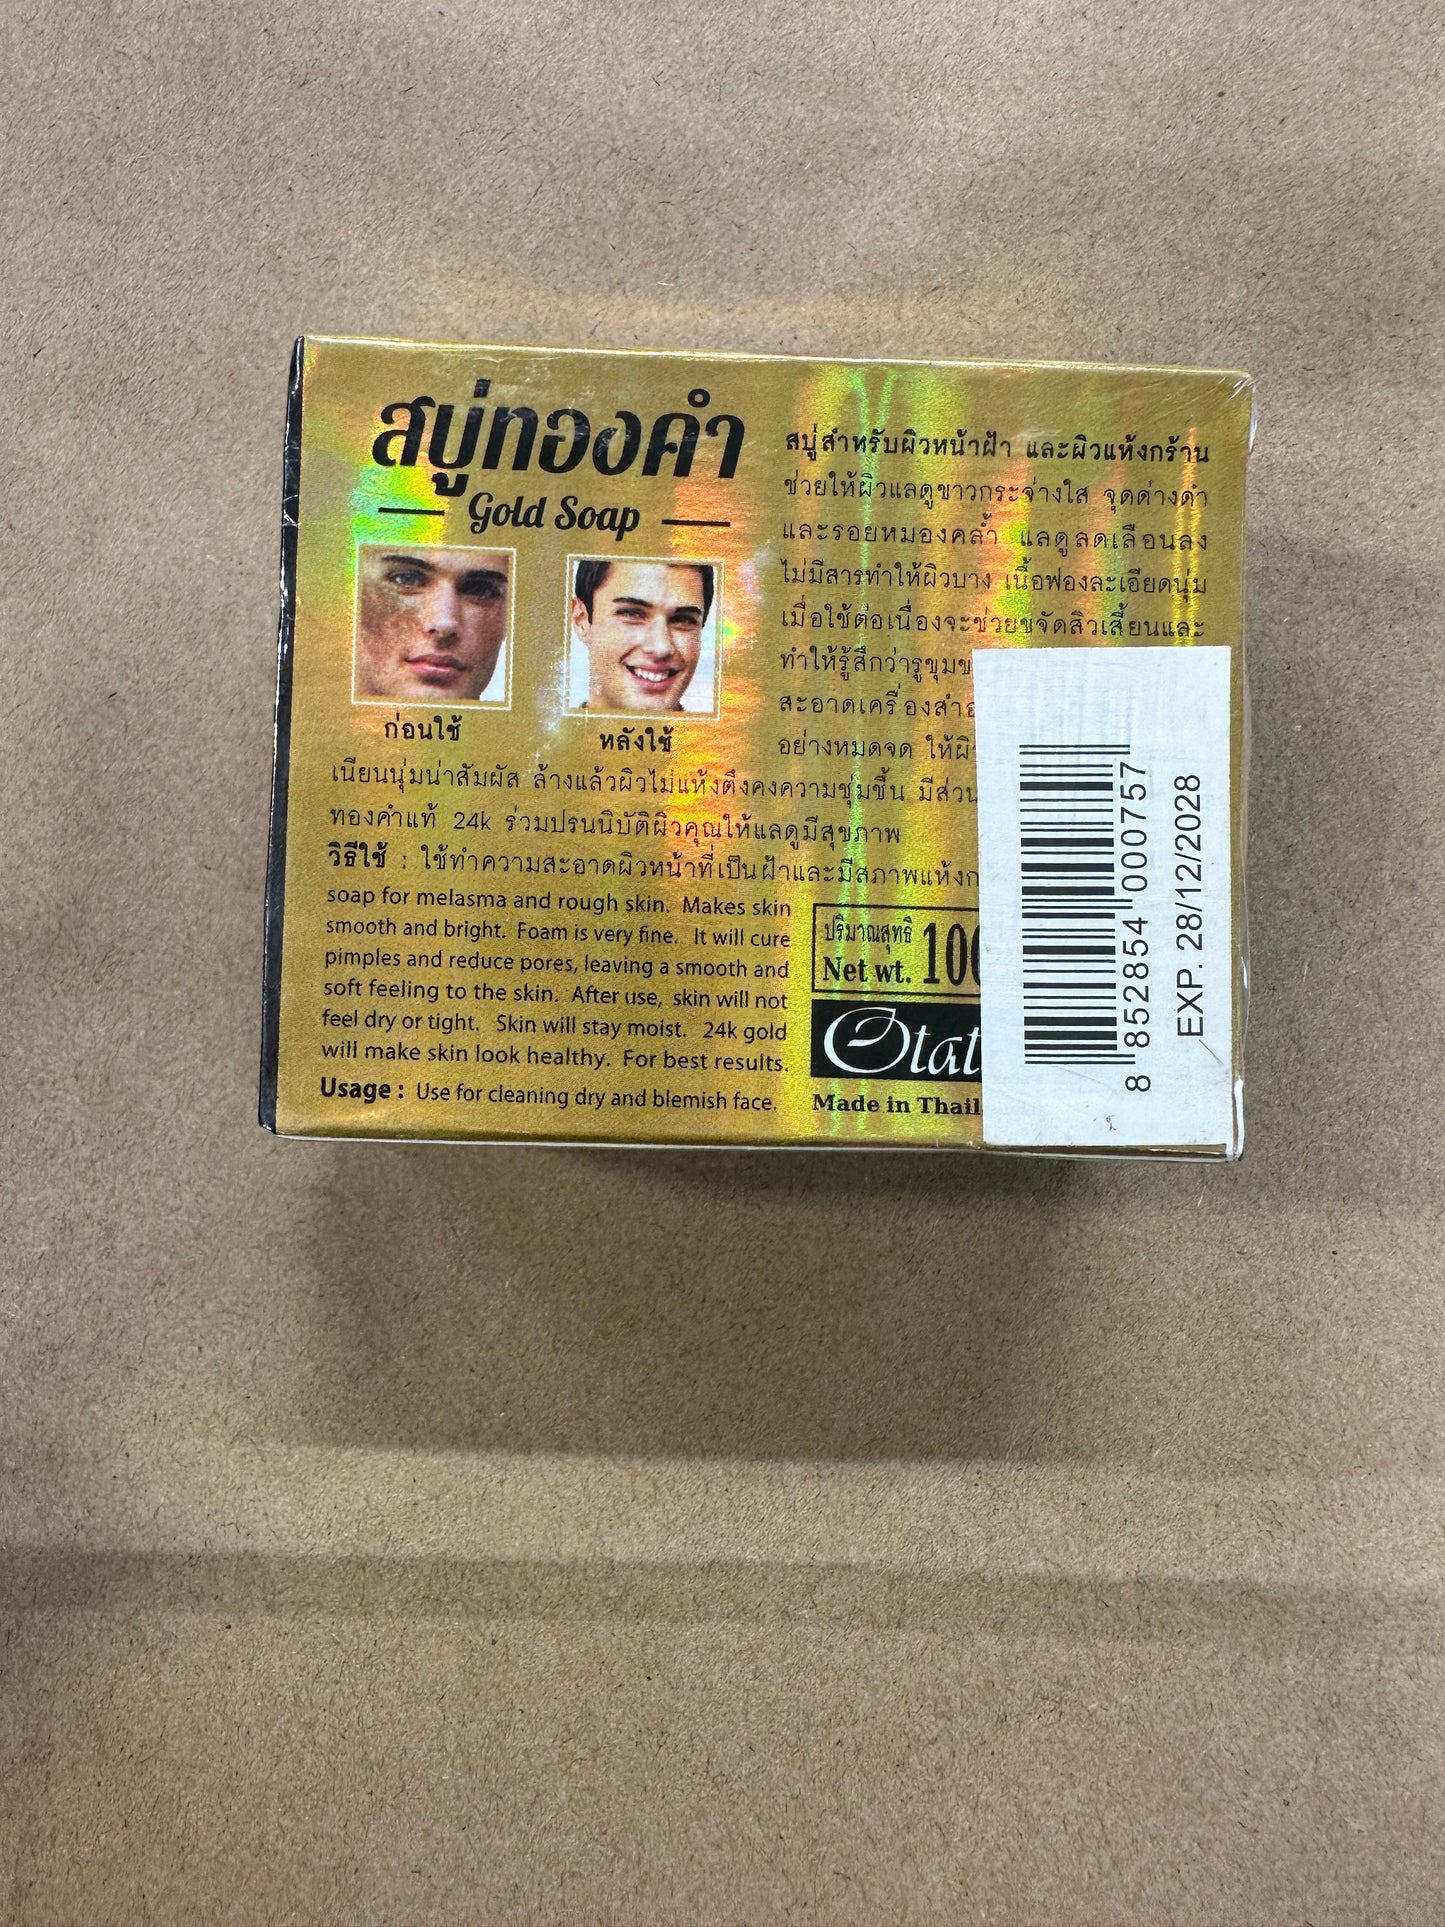 สบู่ทองคำ
Gold Soap
ก่อนใช้
หลังใช้
สบู่สำหรับผิวหน้าฝ้า และผิวแห้งกร้าน
ช่วยให้ผิวแลดูขาวกระจ่างใส จุดด่างดำ
และรอยหมองคล้ำ แลดูลดเลือนลง
ไม่มีสารทำให้ผิวบาง เนื้อฟองละเอียดนุ่ม
เมื่อใช้ต่อเนื่องจะช่วยขจัดสิวเสี้ยนและ
ทำให้รู้สึกว่ารูขุมข
สะอาดเครื่องสำอ
อย่างหมดจด ให้ผิ
เนียนนุ่มน่าสัมผัส ล้างแล้วผิวไม่แห้งตึงคงความชุ่มชื้น มีส่วน
ทองคำแท้ 24k ร่วมปรนนิบัติผิวคุณให้แลดูมีสุขภาพ
วิธีใช้ : ใช้ทำความสะอาดผิวหน้าที่เป็นฝ้าและมีสภาพแห้งก
soap for melasma and rough skin. Makes skin
smooth and bright. Foam is very fine. It will cure
pimples and reduce pores, leaving a smooth and
soft feeling to the skin. After use, skin will not
feel dry or tight. Skin will stay moist. 24k gold
will make skin look healthy. For best results.
Usage : Use for cleaning dry and blemish face.
ปริมาณสุทธิ
Net wt. 100
Otat
Made in Thail
8 852854 000757
EXP. 28/12/2028